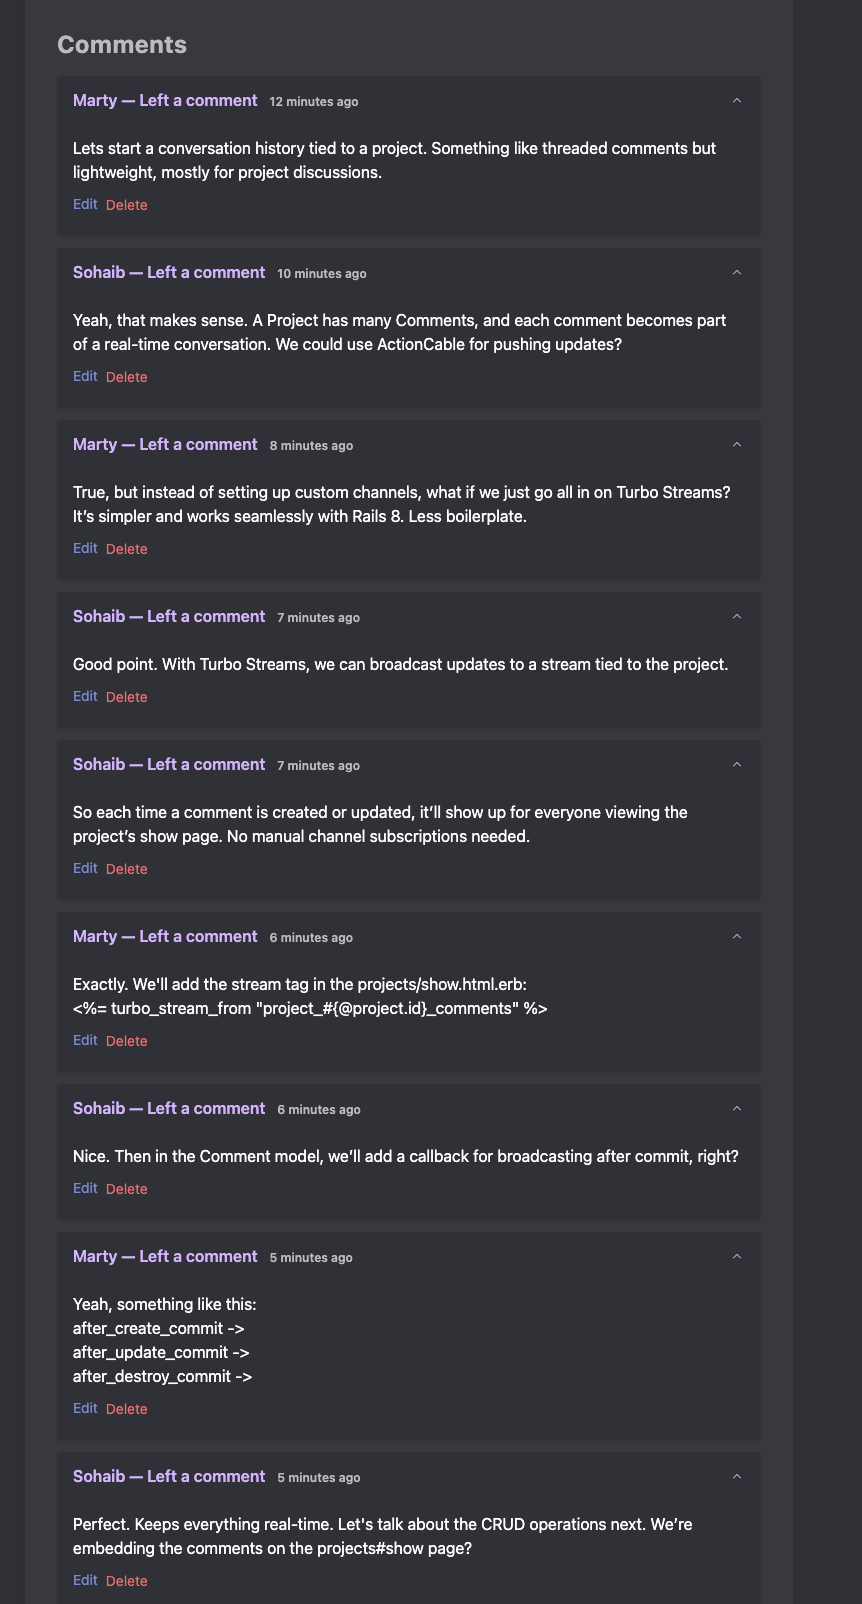 Comments
Marty — Left a comment 12 minutes ago
Lets start a conversation history tied to a project. Something like threaded comments but
lightweight, mostly for project discussions.
Edit Delete
Sohaib — Left a comment 10 minutes ago
Yeah, that makes sense. A Project has many Comments, and each comment becomes part
of a real-time conversation. We could use ActionCable for pushing updates?
Edit Delete
Marty — Left a comment 8 minutes ago
True, but instead of setting up custom channels, what if we just go all in on Turbo Streams?
It’s simpler and works seamlessly with Rails 8. Less boilerplate.
Edit Delete
Sohaib — Left a comment 7 minutes ago
Good point. With Turbo Streams, we can broadcast updates to a stream tied to the project.
Edit Delete
Sohaib — Left a comment 7 minutes ago
So each time a comment is created or updated, it’ll show up for everyone viewing the
project’s show page. No manual channel subscriptions needed.
Edit Delete
Marty — Left a comment 6 minutes ago
Exactly. We'll add the stream tag in the projects/show.html.erb:
<%= turbo_stream_from "project_#{@project.id}_comments" %>
Edit Delete
Sohaib — Left a comment 6 minutes ago
Nice. Then in the Comment model, we’ll add a callback for broadcasting after commit, right?
Edit Delete
Marty — Left a comment 5 minutes ago
Yeah, something like this:
after_create_commit ->
after_update_commit ->
after_destroy_commit ->
Edit Delete
Sohaib — Left a comment 5 minutes ago
Perfect. Keeps everything real-time. Let's talk about the CRUD operations next. We’re
embedding the comments on the projects#show page?
Edit Delete